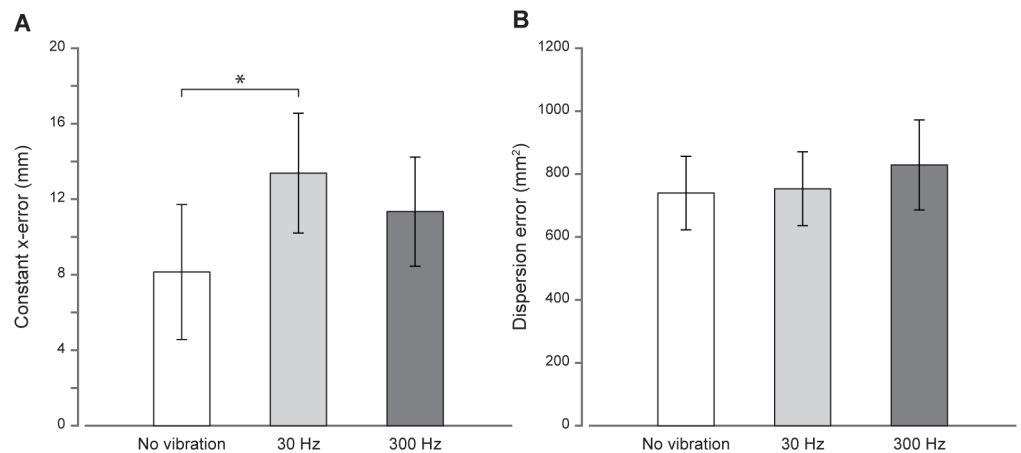 A
Constant x-error (mm)
20
16
12
8
4
0
*
No vibration 30 Hz 300 Hz
B
Dispersion error (mm²)
1200
1000
800
600
400
200
0
No vibration 30 Hz 300 Hz